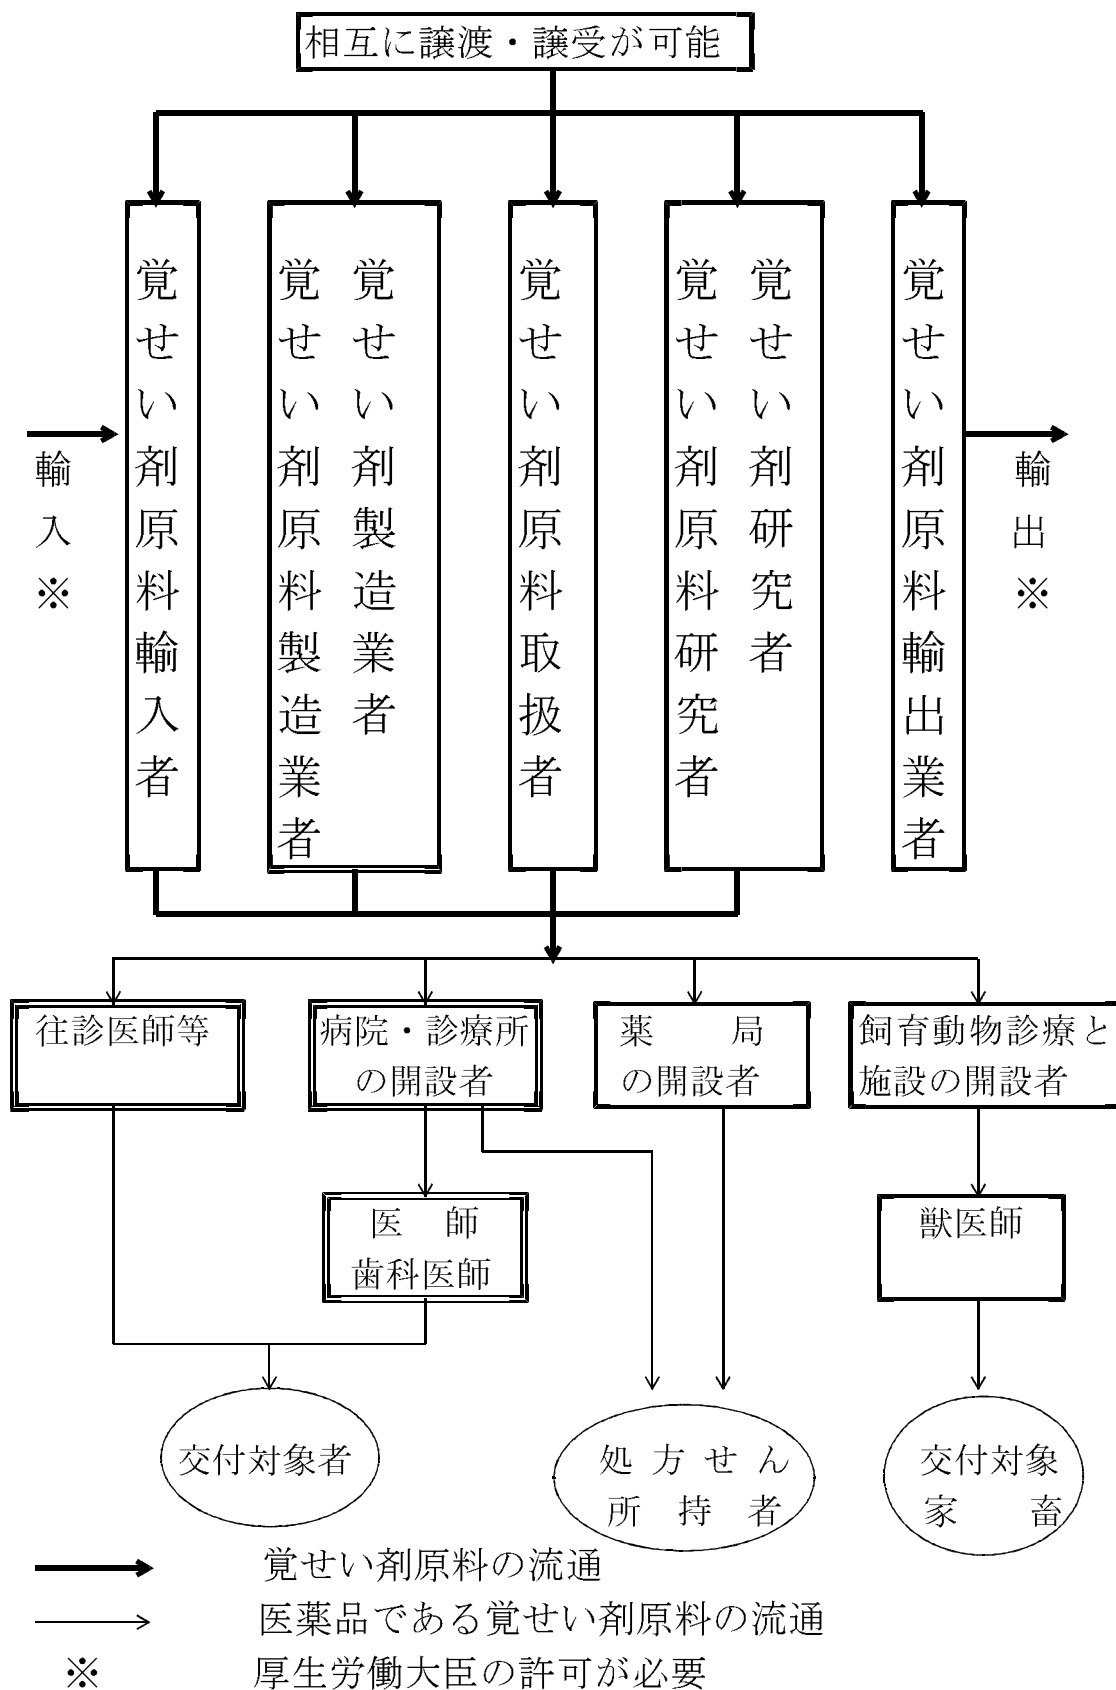 相互に譲渡・譲受が可能
輸入※
覚せい剤原料輸入者
覚せい剤製造業者
覚せい剤原料製造業者
覚せい剤原料取扱者
覚せい剤研究者
覚せい剤原料研究者
覚せい剤原料輸出業者
輸出※
往診医師等
病院・診療所
の開設者
薬 局
の開設者
飼育動物診療と
施設の開設者
医 師
歯科医師
獣医師
交付対象者
処方せん
所持者
交付対象
家 畜
覚せい剤原料の流通
医薬品である覚せい剤原料の流通
※ 厚生労働大臣の許可が必要